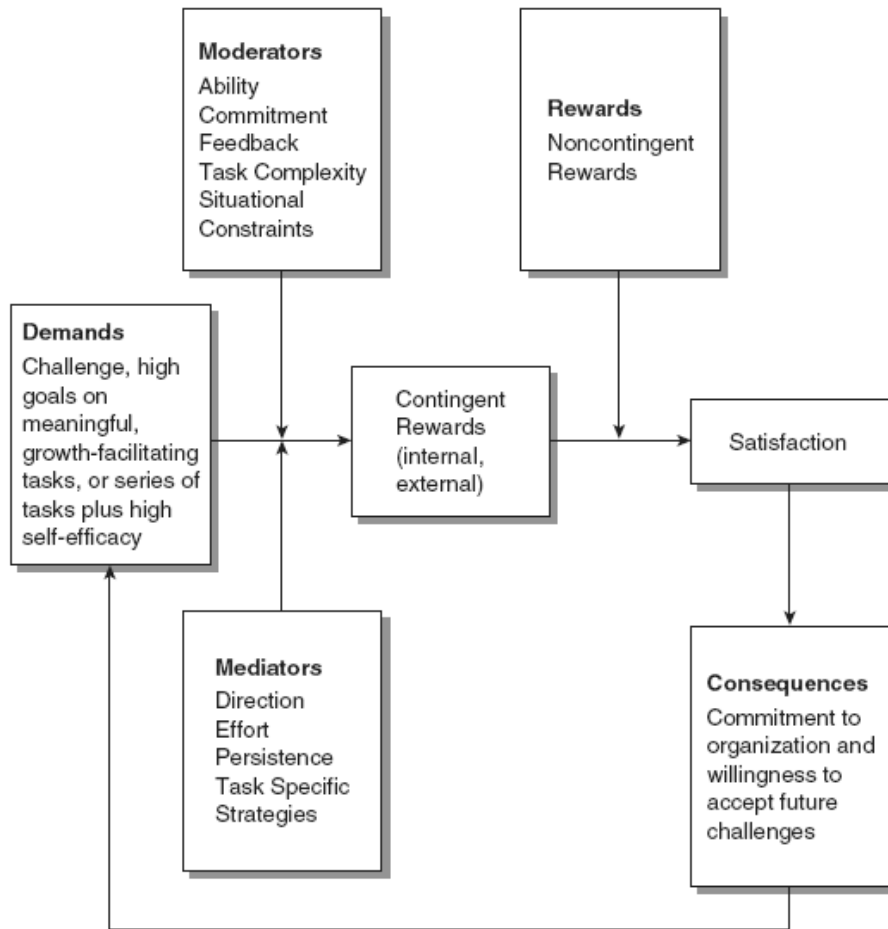 Moderators
Ability
Commitment
Feedback
Task Complexity
Situational
Constraints
Rewards
Noncontingent
Rewards
Demands
Challenge, high
goals on
meaningful,
growth-facilitating
tasks, or series of
tasks plus high
self-efficacy
Contingent
Rewards
(internal,
external)
Satisfaction
Mediators
Direction
Effort
Persistence
Task Specific
Strategies
Consequences
Commitment to
organization and
willingness to
accept future
challenges